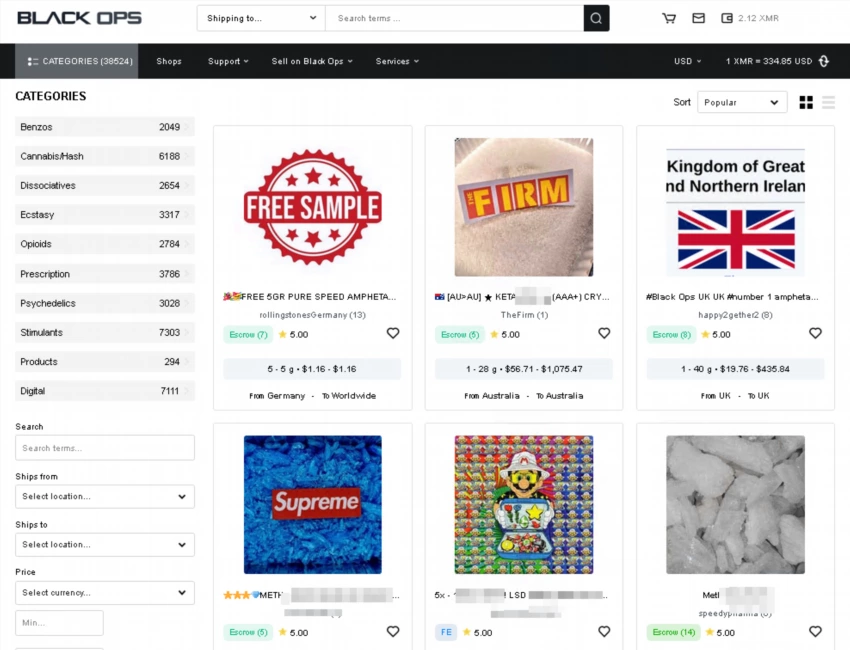 BLACK OPS
Shipping to...
Search terms ...
2.12 XMR
CATEGORIES (38524)
Shops
Support
Sell on Black Ops
Services
USD
1 XMR = 334.85 USD
CATEGORIES
Sort
Popular
Benzos 2049
Cannabis/Hash 6188
Dissociatives 2654
Ecstasy 3317
Opioids 2784
Prescription 3786
Psychedelics 3028
Stimulants 7303
Products 294
Digital 7111
Search
Search terms...
Ships from
Select location...
Ships to
Select location...
Price
Select currency...
Min...
FREE SAMPLE
FREE 5GR PURE SPEED AMPHETA...
rollingstonesGermany (13)
Escrow (7) 5.00
5 - 5 g • $1.16 - $1.16
From Germany - To Worldwide
THE FIRM
[AU>AU] ★ KETA (AAA+) CRY...
TheFirm (1)
Escrow (5) 5.00
1 - 28 g • $56.71 - $1,075.47
From Australia - To Australia
Kingdom of Great
nd Northern Irelan
#Black Ops UK UK #number 1 ampheta...
happy2gether2 (8)
Escrow (8) 5.00
1 - 40 g • $19.76 - $435.84
From UK - To UK
Supreme
METH ...
Escrow (5) 5.00
5x - LSD ...
FE 5.00
Meth
speedypharma
Escrow (14) 5.00